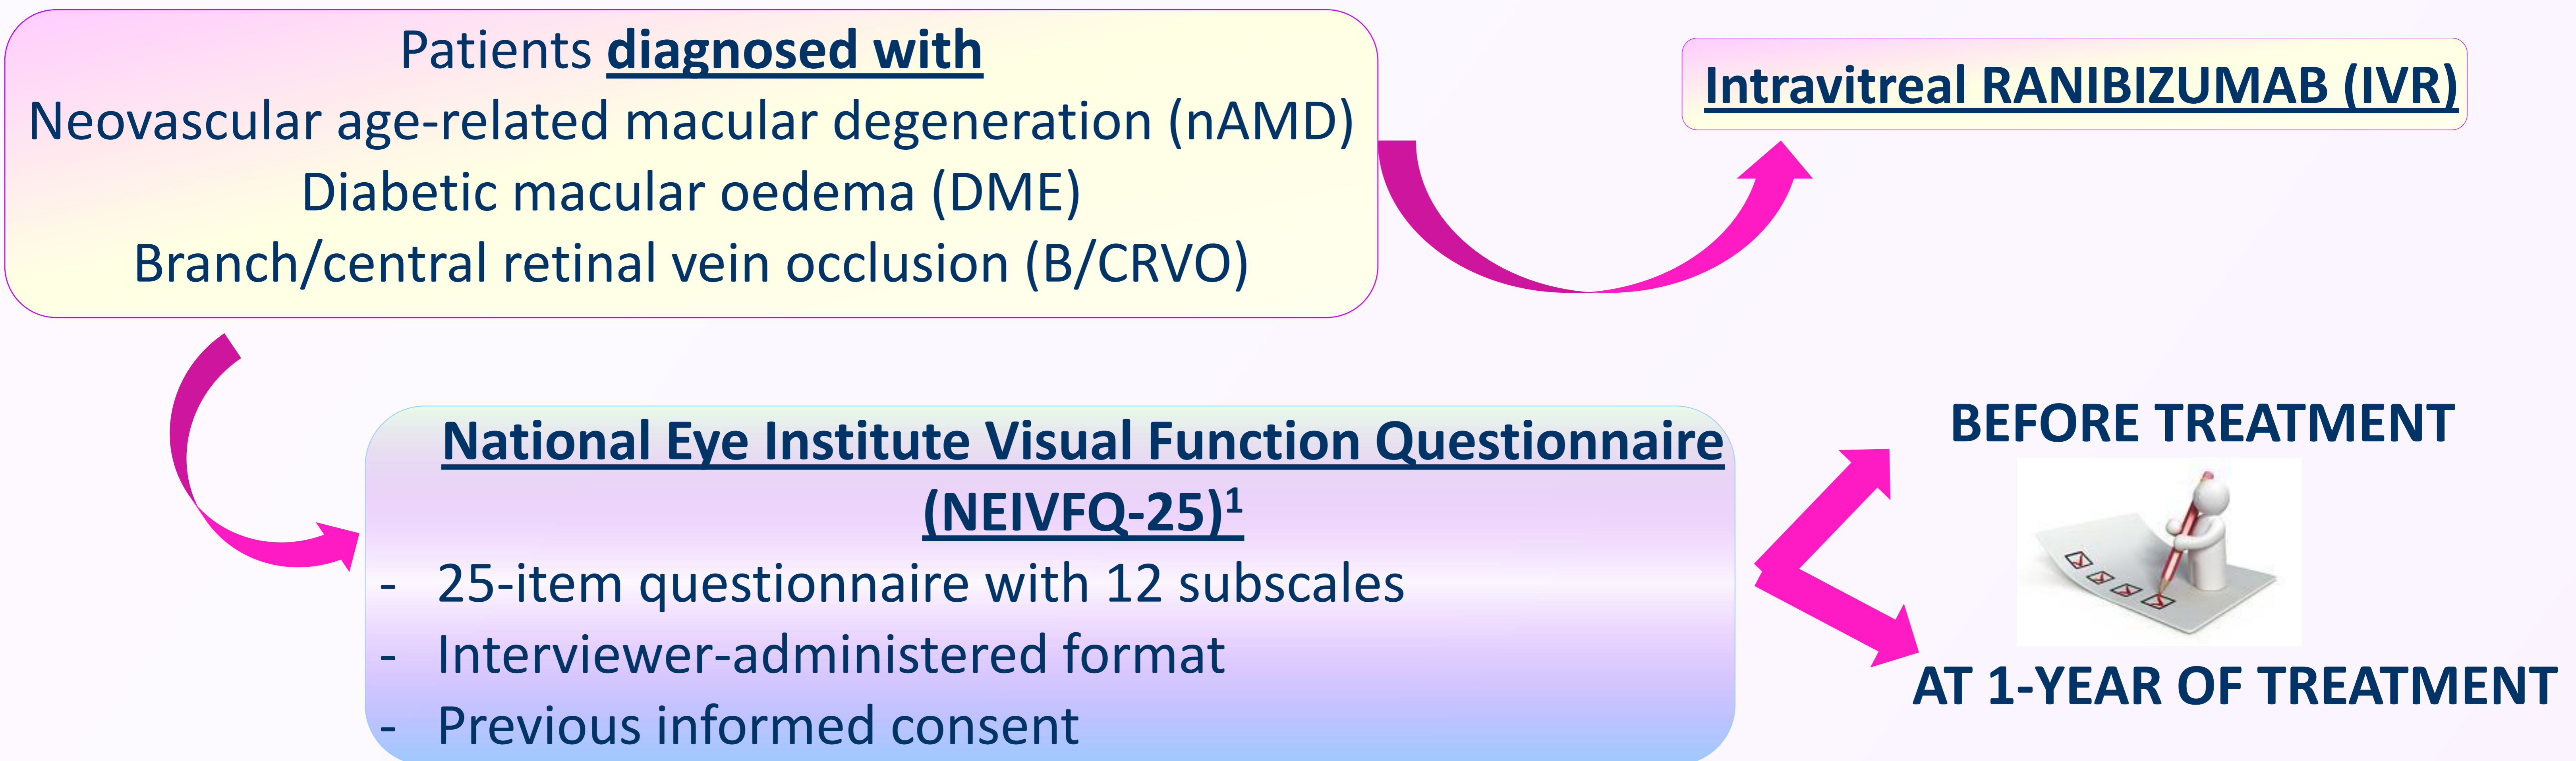 Patients diagnosed with
Neovascular age-related macular degeneration (nAMD)
Diabetic macular oedema (DME)
Branch/central retinal vein occlusion (B/CRVO)
Intravitreal RANIBIZUMAB (IVR)
National Eye Institute Visual Function Questionnaire
(NEIVFQ-25)¹
- 25-item questionnaire with 12 subscales
- Interviewer-administered format
- Previous informed consent
BEFORE TREATMENT
AT 1-YEAR OF TREATMENT